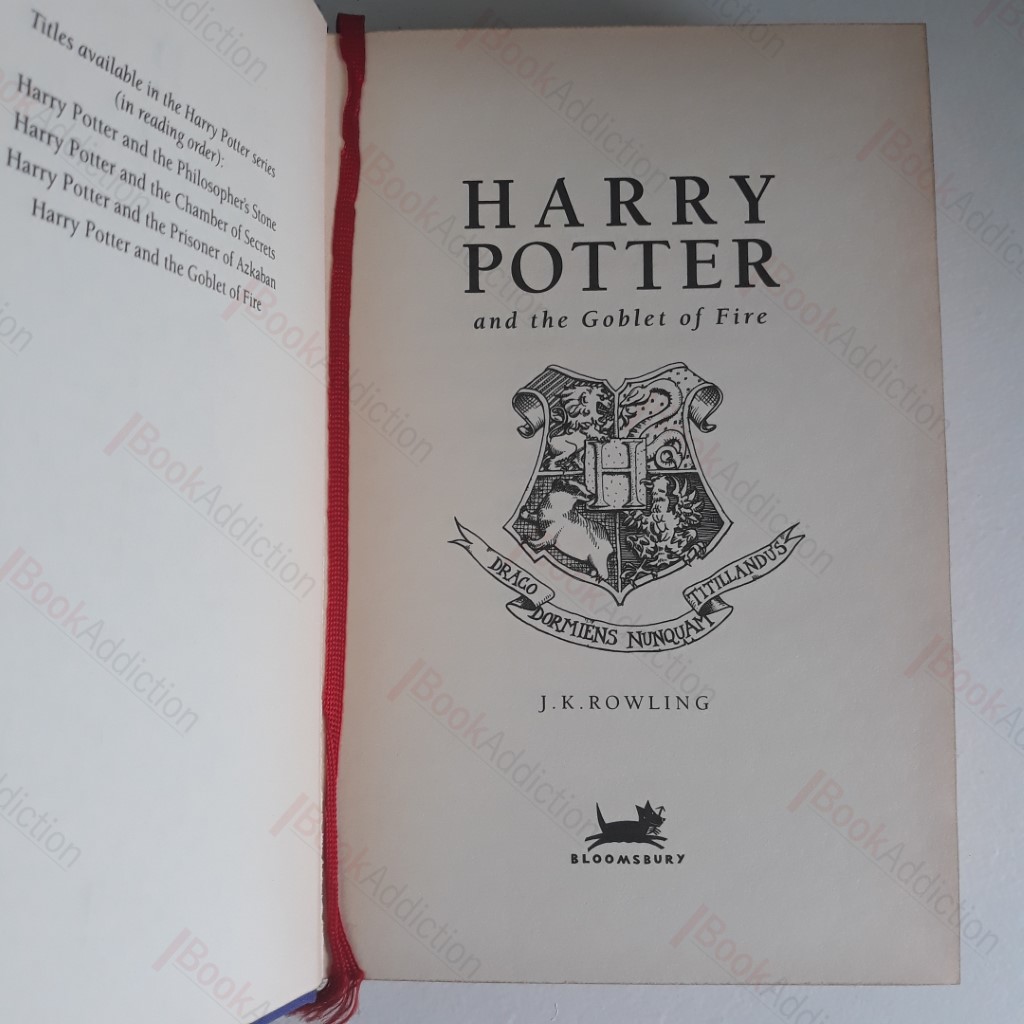 Titles available in the Harry Potter series
(in reading order):
Harry Potter and the Philosopher's Stone
Harry Potter and the Chamber of Secrets
Harry Potter and the Prisoner of Azkaban
Harry Potter and the Goblet of Fire
HARRY
POTTER
and the Goblet of Fire
H
DRACO
DORMIENS NUNQUAM
TITILLANDUS
J.K.ROWLING
BLOOMSBURY
BookAddiction